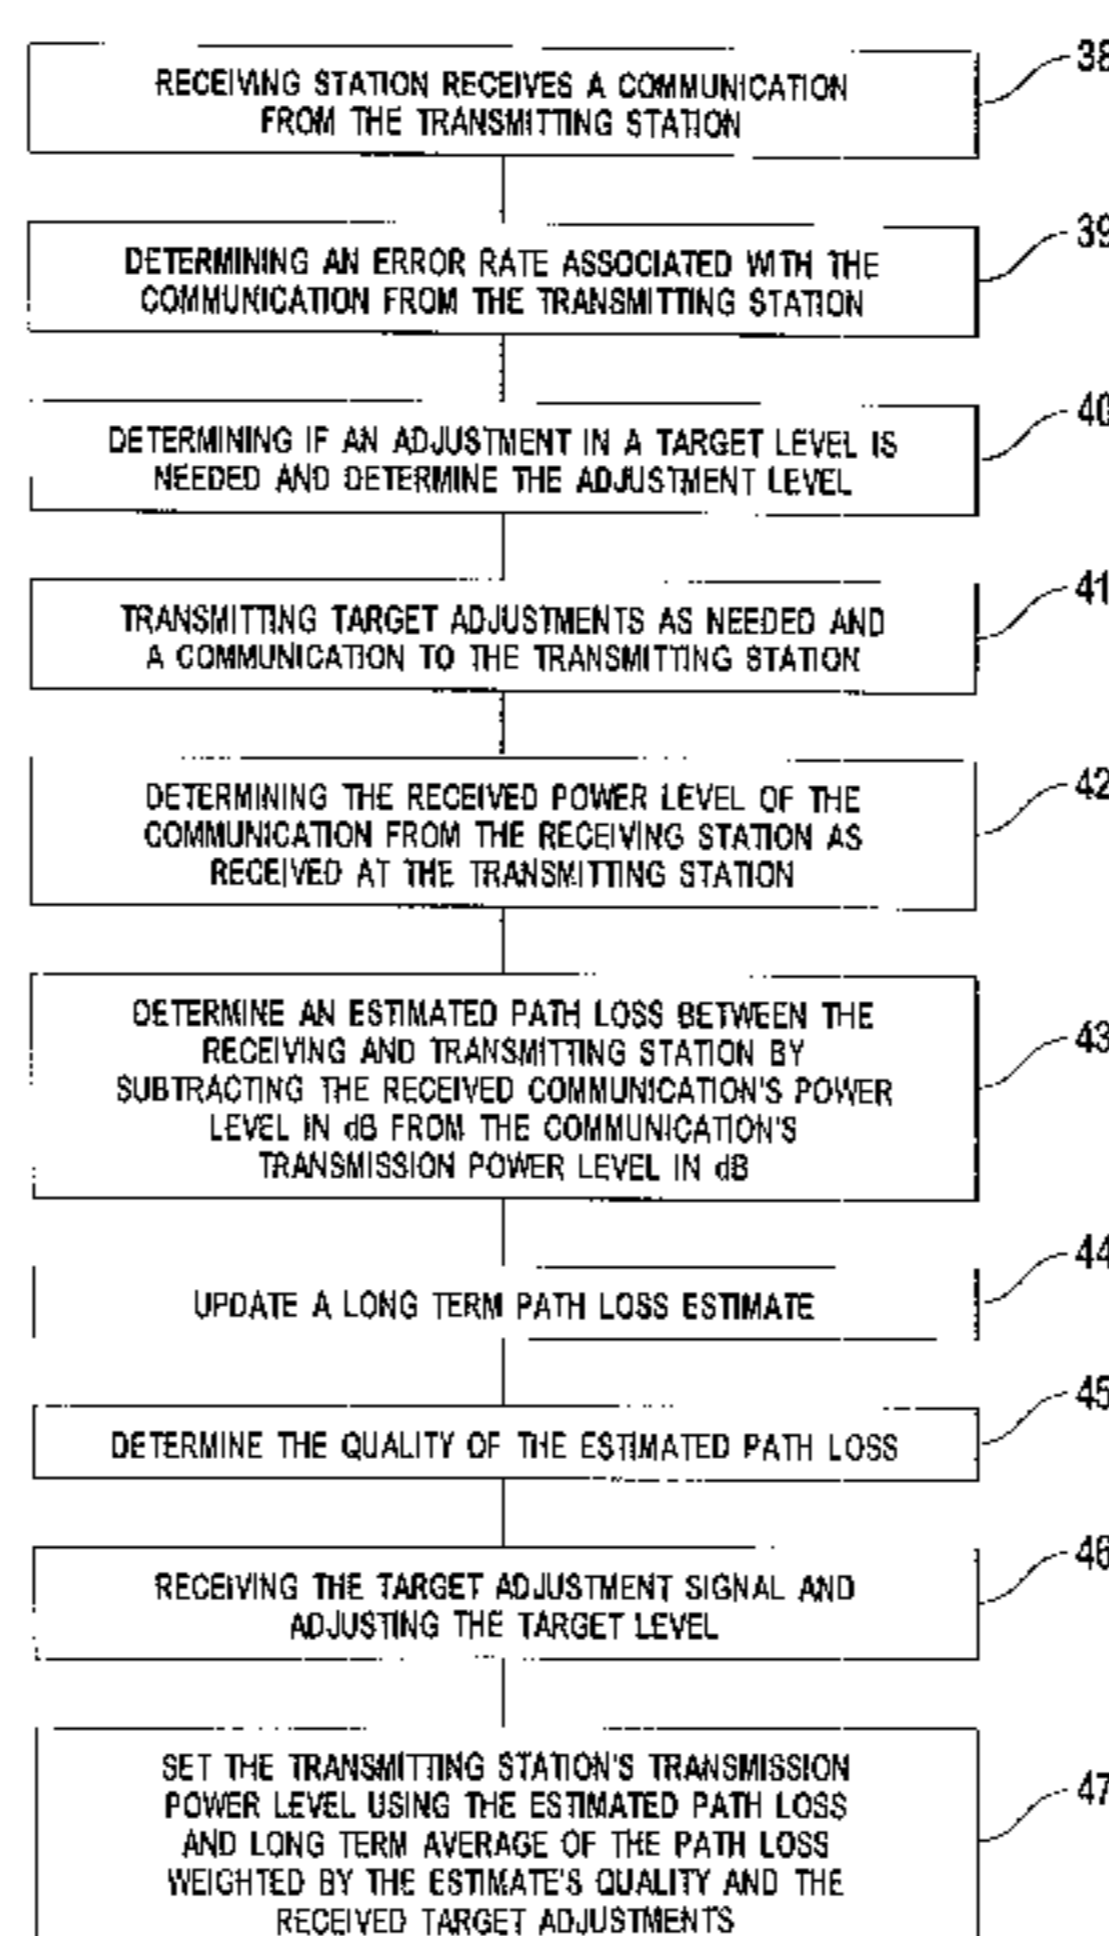 38
RECEIVING STATION RECEIVES A COMMUNICATION
FROM THE TRANSMITTING STATION
39
DETERMINING AN ERROR RATE ASSOCIATED WITH THE
COMMUNICATION FROM THE TRANSMITTING STATION
40
DETERMINING IF AN ADJUSTMENT IN A TARGET LEVEL IS
NEEDED AND DETERMINE THE ADJUSTMENT LEVEL
41
TRANSMITTING TARGET ADJUSTMENTS AS NEEDED AND
A COMMUNICATION TO THE TRANSMITTING STATION
42
DETERMINING THE RECEIVED POWER LEVEL OF THE
COMMUNICATION FROM THE RECEIVING STATION AS
RECEIVED AT THE TRANSMITTING STATION
43
DETERMINE AN ESTIMATED PATH LOSS BETWEEN THE
RECEIVING AND TRANSMITTING STATION BY
SUBTRACTING THE RECEIVED COMMUNICATION'S POWER
LEVEL IN dB FROM THE COMMUNICATION'S
TRANSMISSION POWER LEVEL IN dB
44
UPDATE A LONG TERM PATH LOSS ESTIMATE
45
DETERMINE THE QUALITY OF THE ESTIMATED PATH LOSS
46
RECEIVING THE TARGET ADJUSTMENT SIGNAL AND
ADJUSTING THE TARGET LEVEL
47
SET THE TRANSMITTING STATION'S TRANSMISSION
POWER LEVEL USING THE ESTIMATED PATH LOSS
AND LONG TERM AVERAGE OF THE PATH LOSS
WEIGHTED BY THE ESTIMATE'S QUALITY AND THE
RECEIVED TARGET ADJUSTMENTS